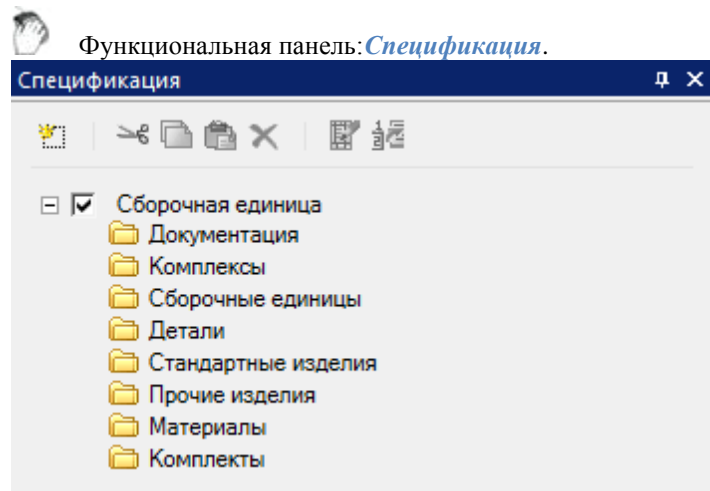 Функциональная панель:Спецификация.
Спецификация
Сборочная единица
Документация
Комплексы
Сборочные единицы
Детали
Стандартные изделия
Прочие изделия
Материалы
Комплекты